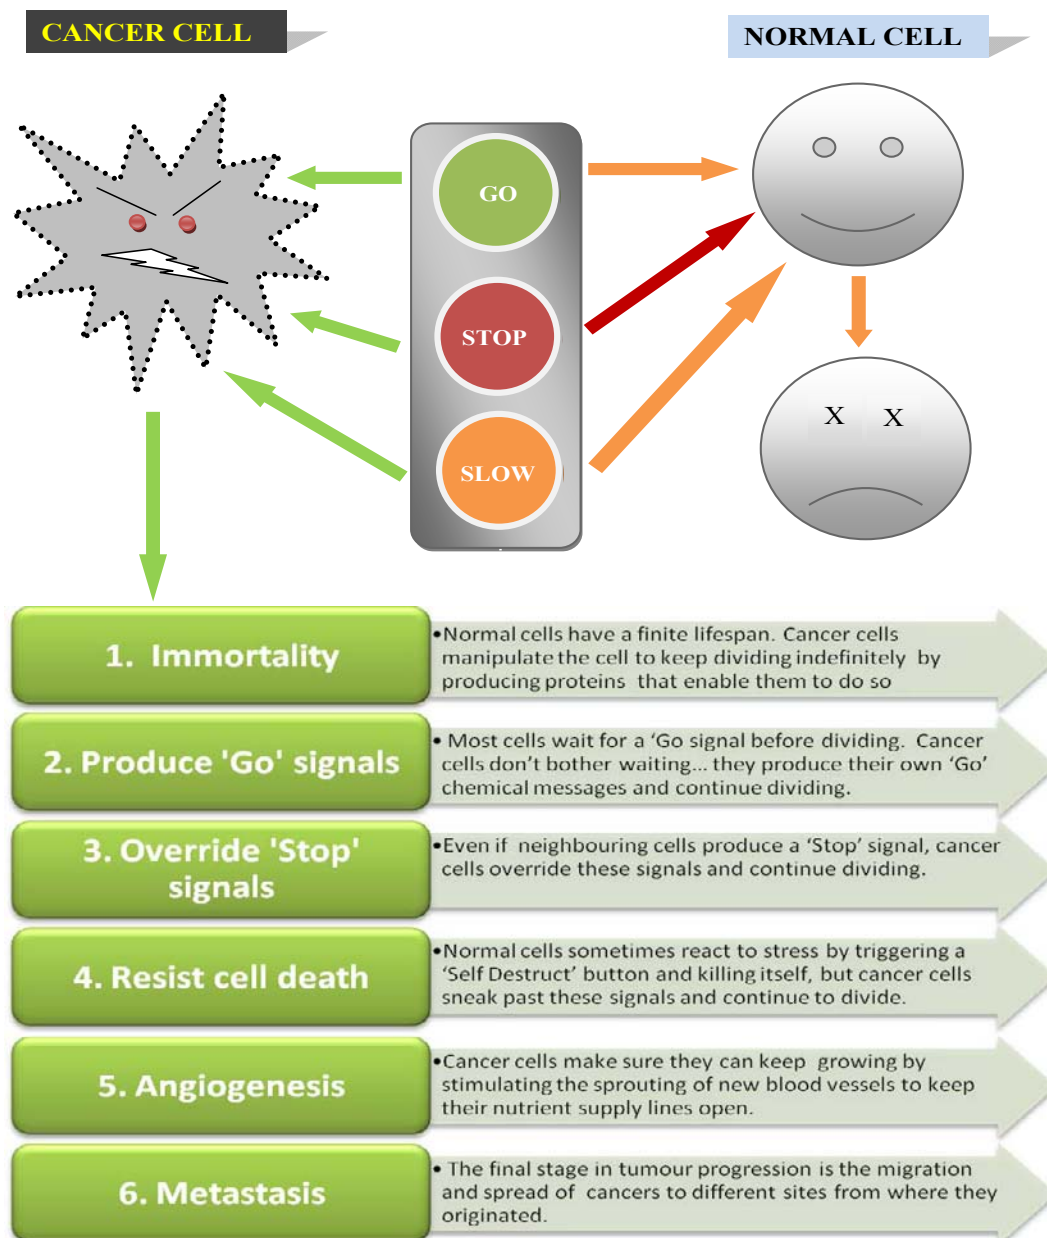 CANCER CELL
NORMAL CELL
GO
STOP
SLOW
X X
1. Immortality
•Normal cells have a finite lifespan. Cancer cells
manipulate the cell to keep dividing indefinitely by
producing proteins that enable them to do so
2. Produce 'Go' signals
• Most cells wait for a ‘Go signal before dividing. Cancer
cells don’t bother waiting... they produce their own ‘Go’
chemical messages and continue dividing.
3. Override 'Stop'
signals
•Even if neighbouring cells produce a ‘Stop’ signal, cancer
cells override these signals and continue dividing.
4. Resist cell death
•Normal cells sometimes react to stress by triggering a
‘Self Destruct’ button and killing itself, but cancer cells
sneak past these signals and continue to divide.
5. Angiogenesis
•Cancer cells make sure they can keep growing by
stimulating the sprouting of new blood vessels to keep
their nutrient supply lines open.
6. Metastasis
• The final stage in tumour progression is the migration
and spread of cancers to different sites from where they
originated.